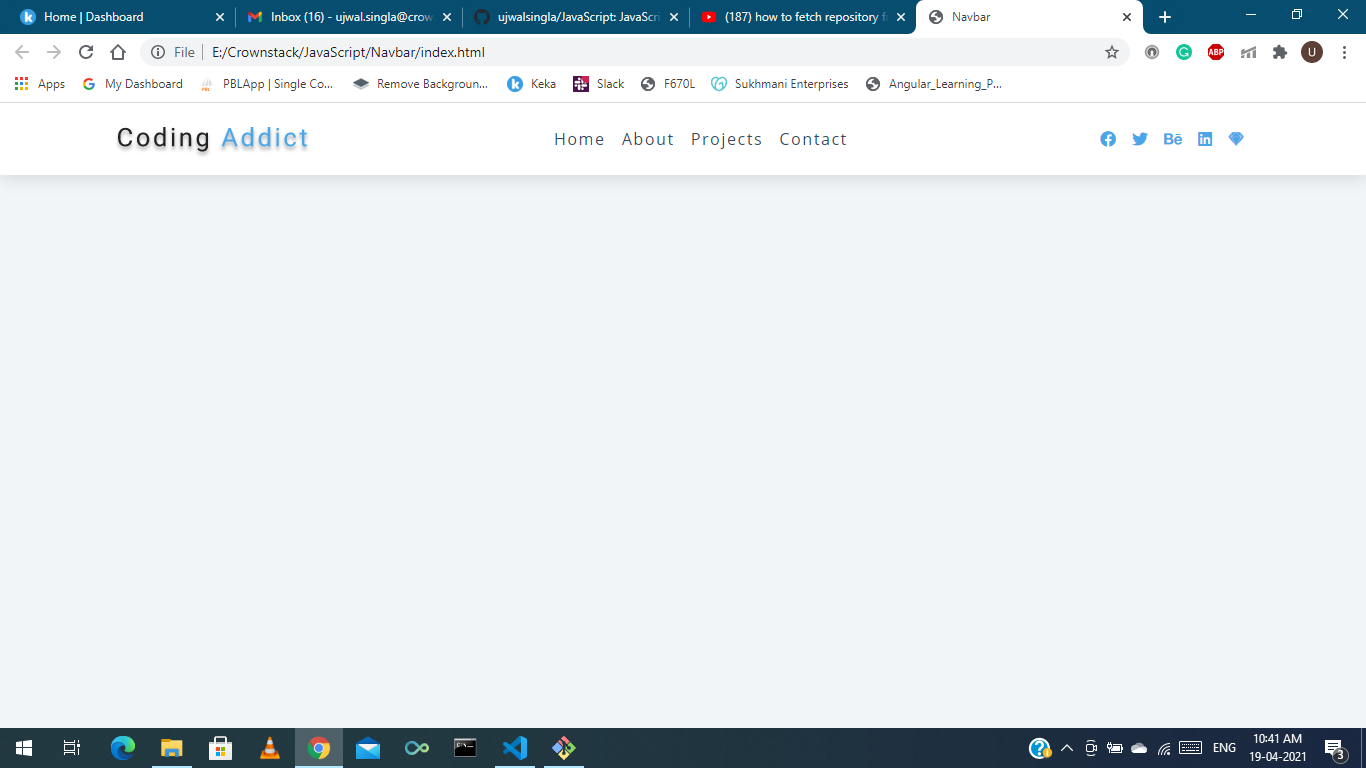 Home | Dashboard
Inbox (16) - ujwal.singla@crow
ujwalsingla/JavaScript: JavaScri
(187) how to fetch repository f
Navbar
File | E:/Crownstack/JavaScript/Navbar/index.html
ABP
U
Apps
My Dashboard
PBLApp | Single Co...
Remove Backgroun...
Keka
Slack
F670L
Sukhmani Enterprises
Angular_Learning_P...
Coding Addict
Home About Projects Contact
ENG
10:41 AM
19-04-2021
3